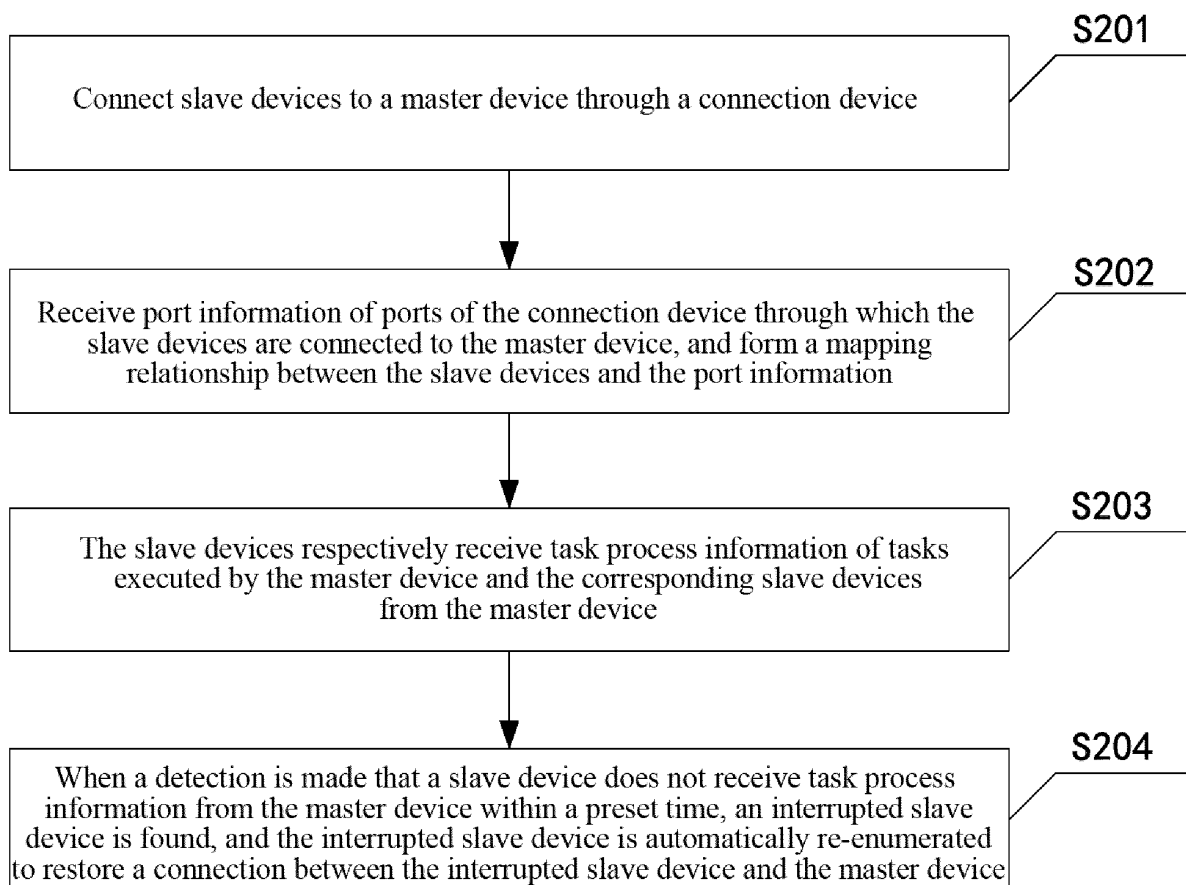 S201
Connect slave devices to a master device through a connection device
S202
Receive port information of ports of the connection device through which the
slave devices are connected to the master device, and form a mapping
relationship between the slave devices and the port information
S203
The slave devices respectively receive task process information of tasks
executed by the master device and the corresponding slave devices
from the master device
S204
When a detection is made that a slave device does not receive task process
information from the master device within a preset time, an interrupted slave
device is found, and the interrupted slave device is automatically re-enumerated
to restore a connection between the interrupted slave device and the master device